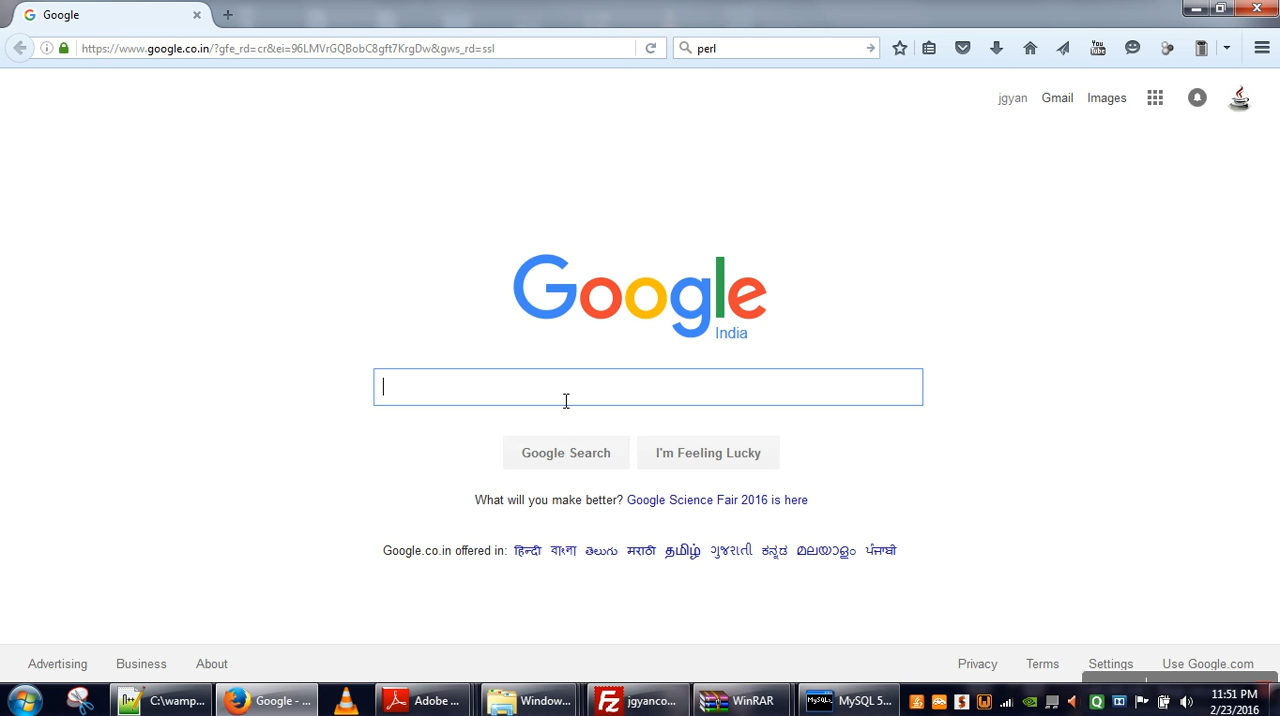 Google
https://www.google.co.in/?gfe_rd=cr&ei=96LMVrGQBobC8gft7KrgDw&gws_rd=ssl
perl
You
Tube
jgyan Gmail Images
Google
India
Google Search I'm Feeling Lucky
What will you make better? Google Science Fair 2016 is here
Google.co.in offered in: हिन्दी বাংলা తెలుగు मराठी தமிழ் ગુજરાતી ಕನ್ನಡ മലയാളം ਪੰਜਾਬੀ
Advertising Business About Privacy Terms Settings Use Google.com
C:\wamp... Google - ... Adobe ... Window... jgyanco... WinRAR MySQL 5...
11:51 PM
2/23/2016